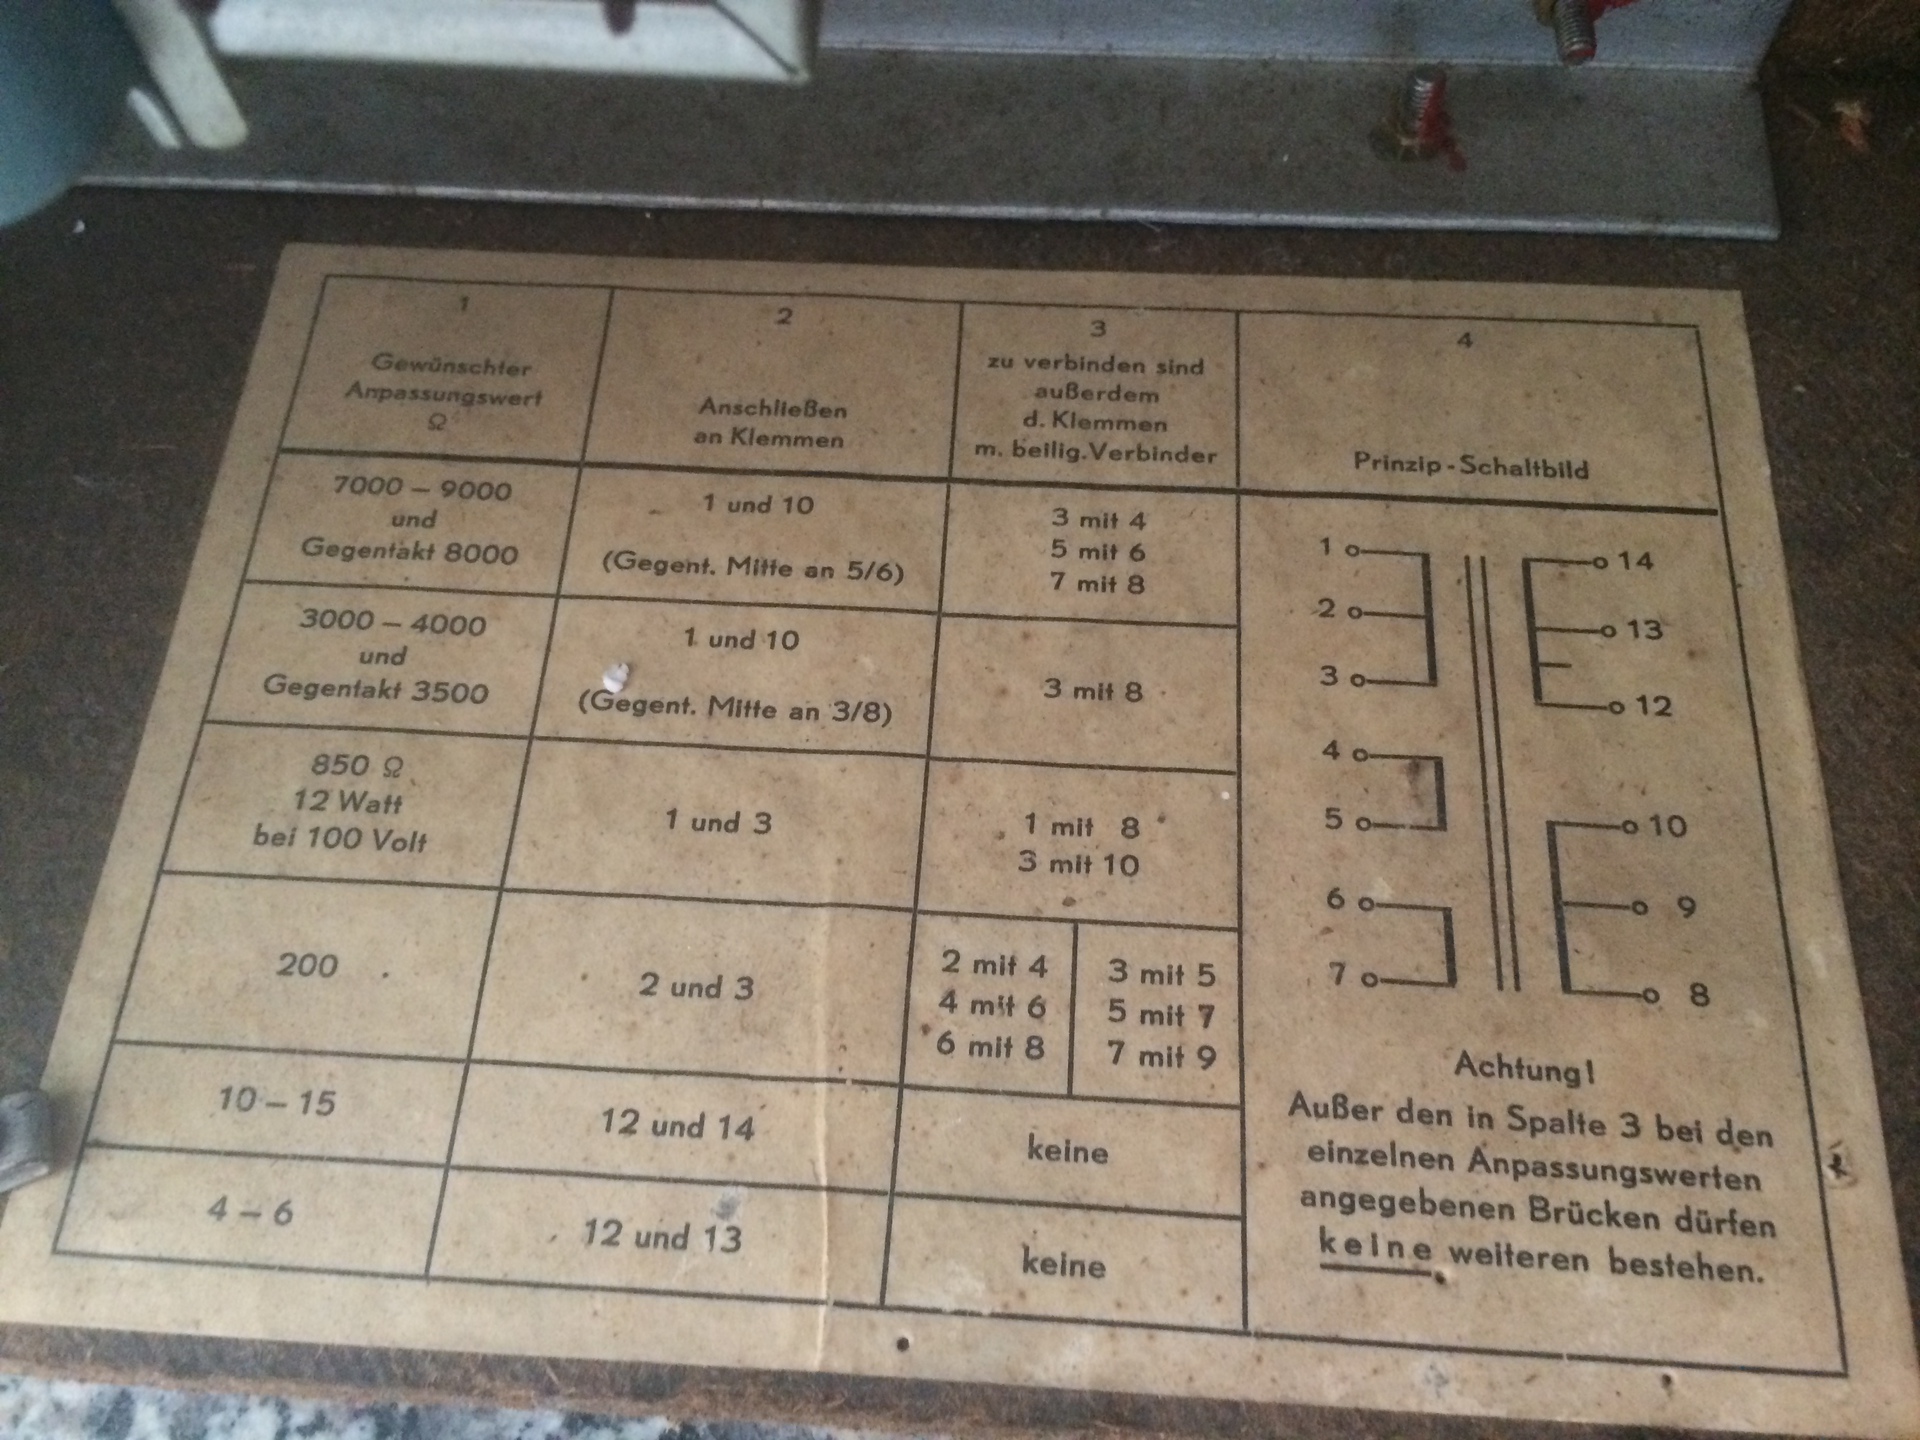 1
Gewünschter
Anpassungswert
Ω
2
Anschließen
an Klemmen
3
zu verbinden sind
außerdem
d. Klemmen
m. beilig. Verbinder
4
Prinzip-Schaltbild
7000 – 9000
und
Gegentakt 8000
1 und 10
(Gegent. Mitte an 5/6)
3 mit 4
5 mit 6
7 mit 8
3000 – 4000
und
Gegentakt 3500
1 und 10
(Gegent. Mitte an 3/8)
3 mit 8
850 Ω
12 Watt
bei 100 Volt
1 und 3
1 mit 8
3 mit 10
200
2 und 3
2 mit 4
4 mit 6
6 mit 8
3 mit 5
5 mit 7
7 mit 9
10 – 15
12 und 14
keine
4 – 6
12 und 13
keine
1
2
3
4
5
6
7
14
13
12
10
9
8
Achtung!
Außer den in Spalte 3 bei den
einzelnen Anpassungswerten
angegebenen Brücken dürfen
keine weiteren bestehen.